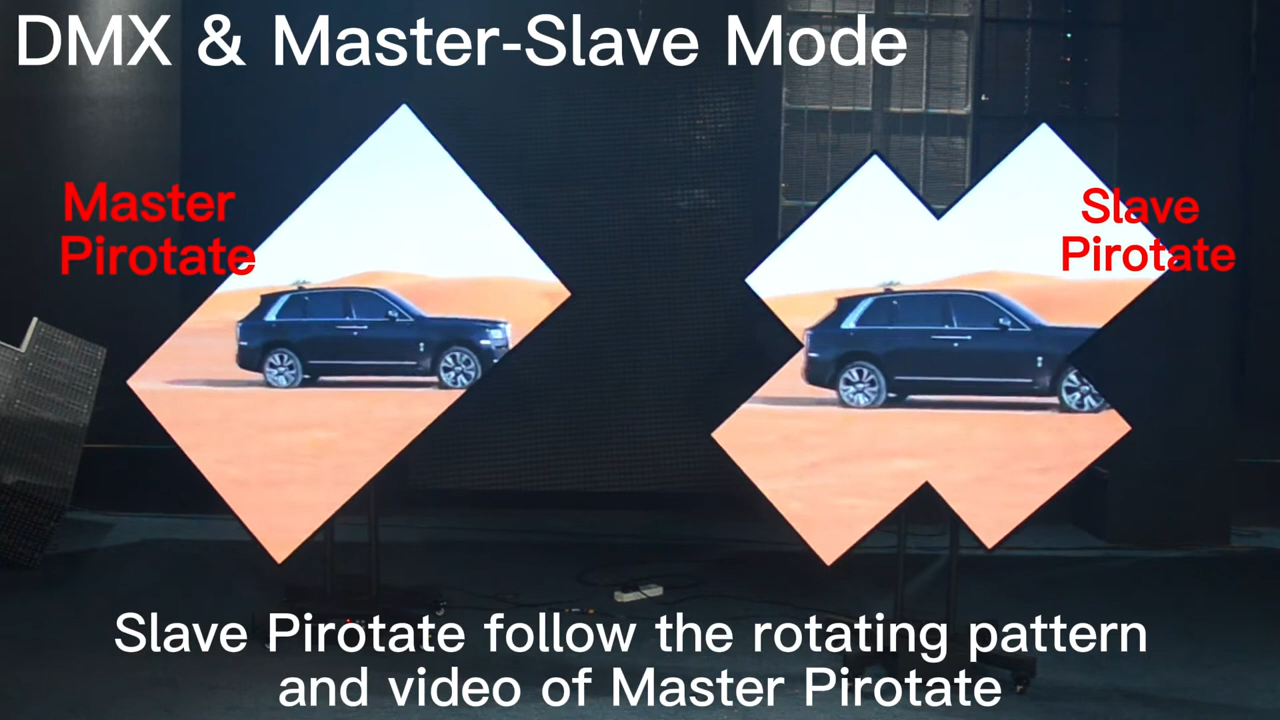 DMX & Master-Slave Mode
Master
Pirotate
Slave
Pirotate
Slave Pirotate follow the rotating pattern
and video of Master Pirotate